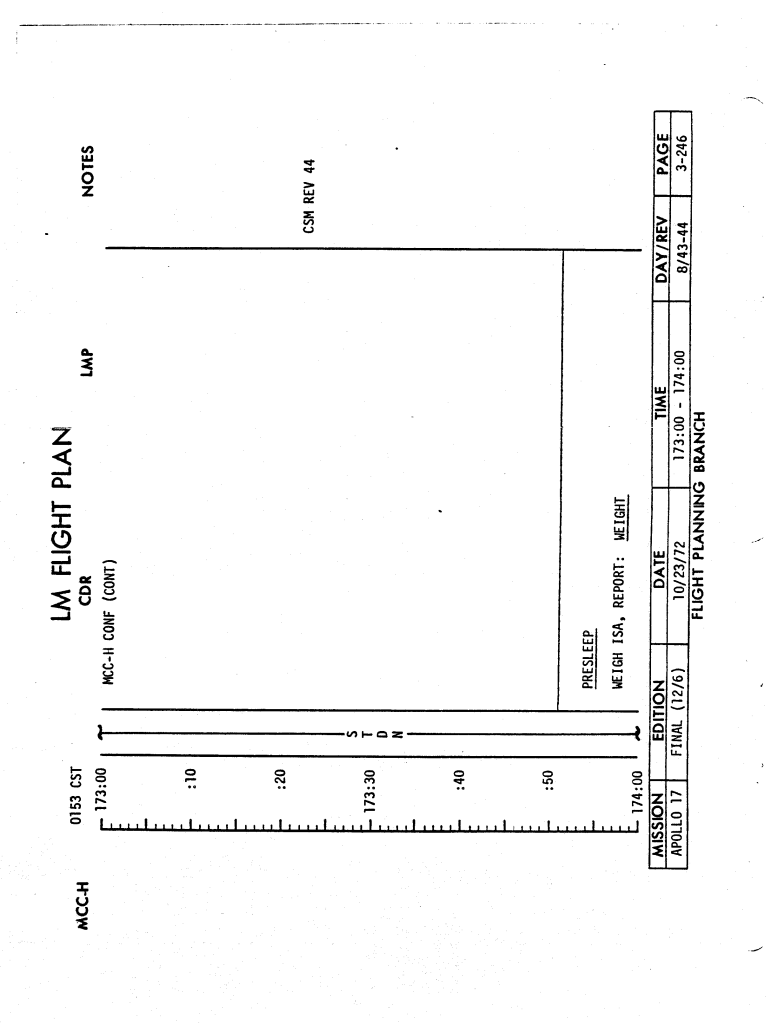 LM FLIGHT PLAN
MCC-H CDR LMP NOTES
0153 CST
173:00 MCC-H CONF (CONT)
:10
:20
CSM REV 44
173:30
STDN
:40
:50
PRESLEEP
WEIGH ISA, REPORT: WEIGHT
174:00
MISSION EDITION DATE TIME DAY/REV PAGE
APOLLO 17 FINAL (12/6) 10/23/72 173:00 - 174:00 8/43-44 3-246
FLIGHT PLANNING BRANCH